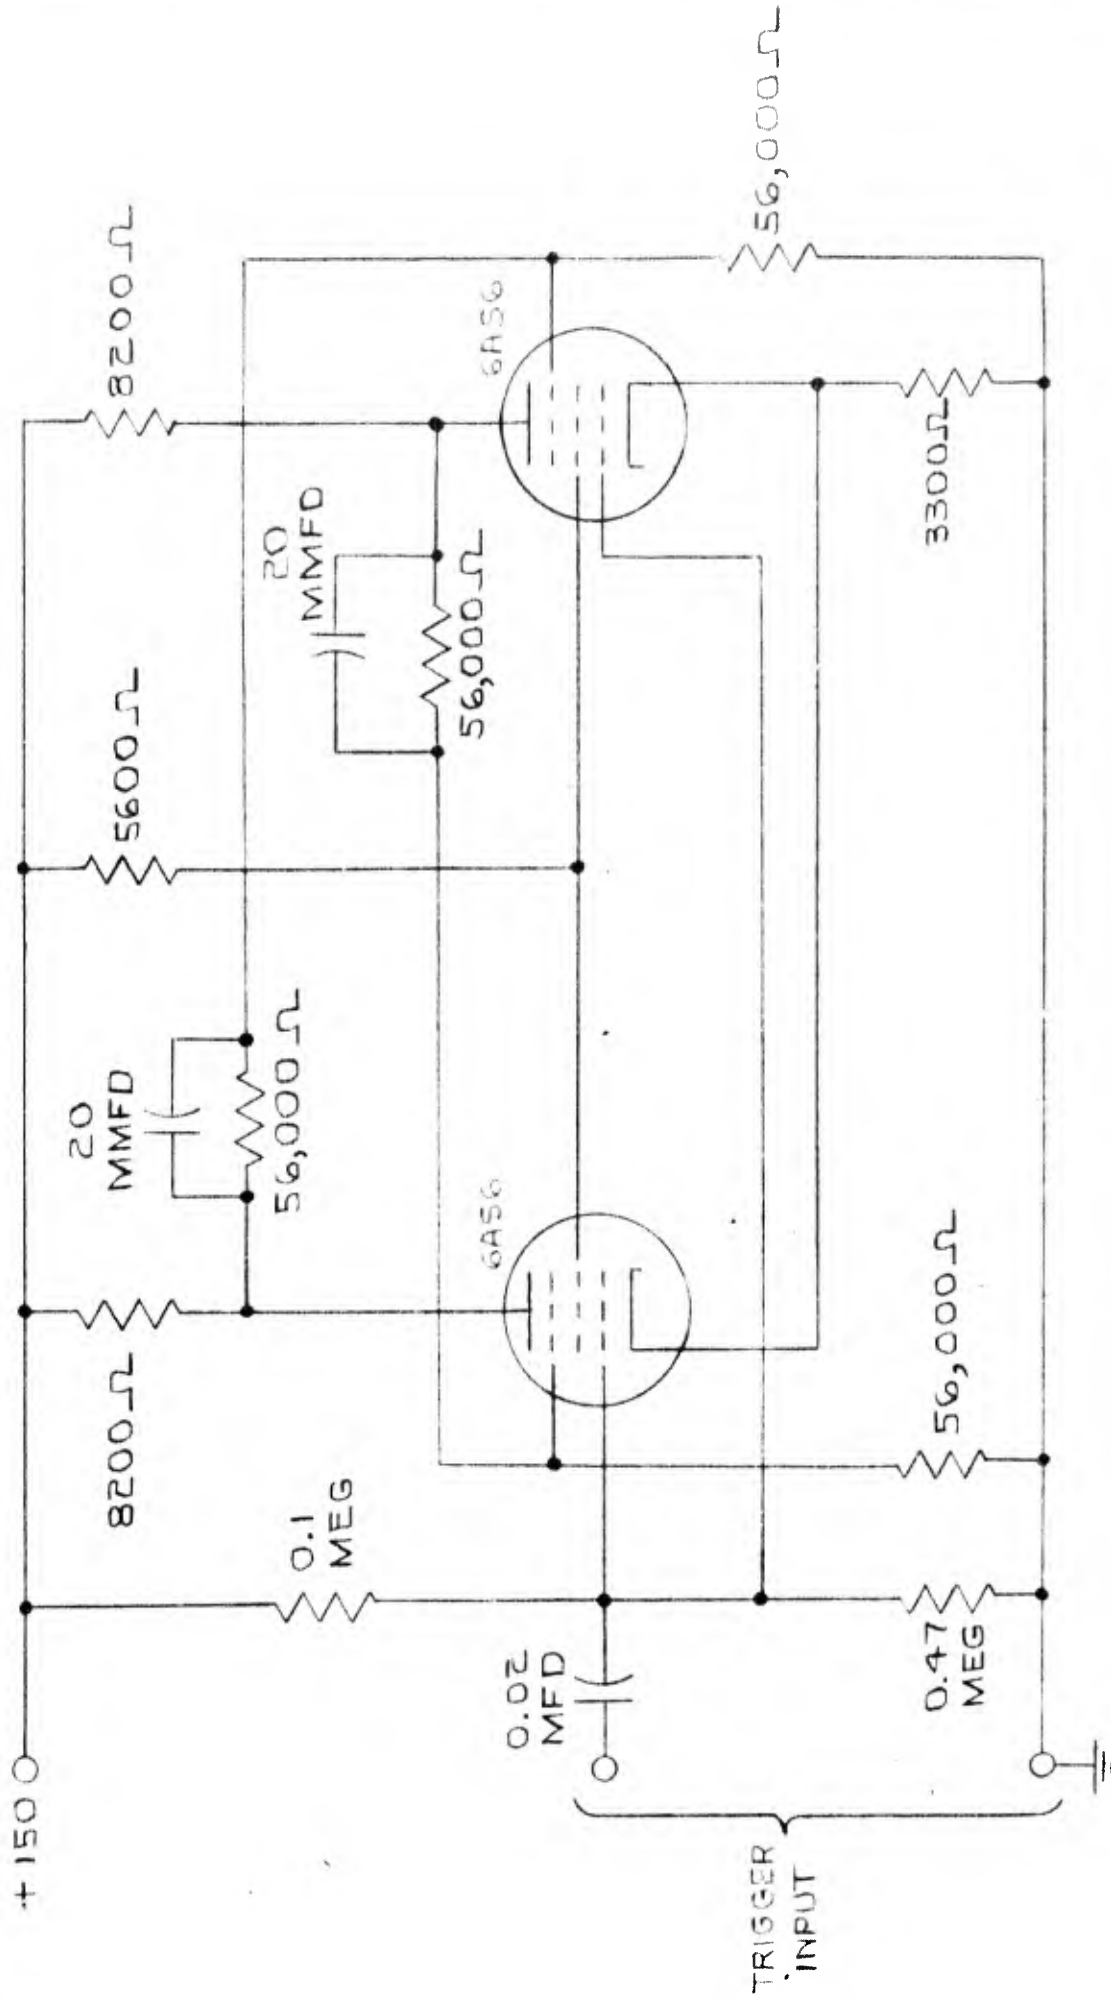 +150
8200Ω
0.1
MEG
20
MMFD
56,000Ω
5600Ω
20
MMFD
56,000Ω
8200Ω
6AS6
6AS6
0.02
MFD
TRIGGER
INPUT
0.47
MEG
56,000Ω
3300Ω
56,000Ω